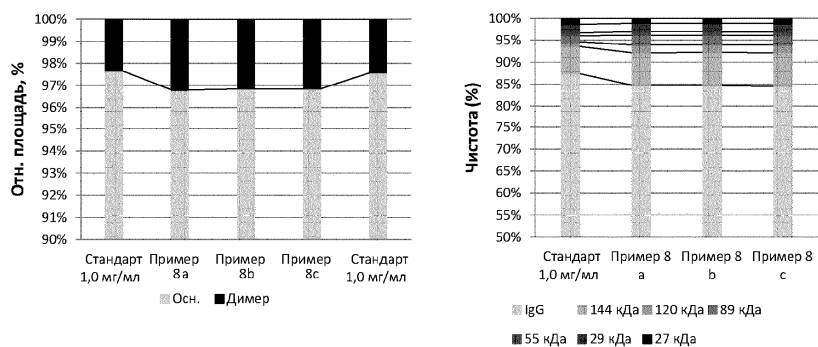 Отн. площадь, %
100%
99%
98%
97%
96%
95%
94%
93%
92%
91%
90%
Стандарт 1,0 мг/мл
Пример 8a
Пример 8b
Пример 8c
Стандарт 1,0 мг/мл
Осн. Димер
Чистота (%)
100%
95%
90%
85%
80%
75%
70%
65%
60%
55%
50%
Стандарт 1,0 мг/мл
Пример 8 a
Пример 8 b
Пример 8 c
IgG 144 кДа 120 кДа 89 кДа
55 кДа 29 кДа 27 кДа